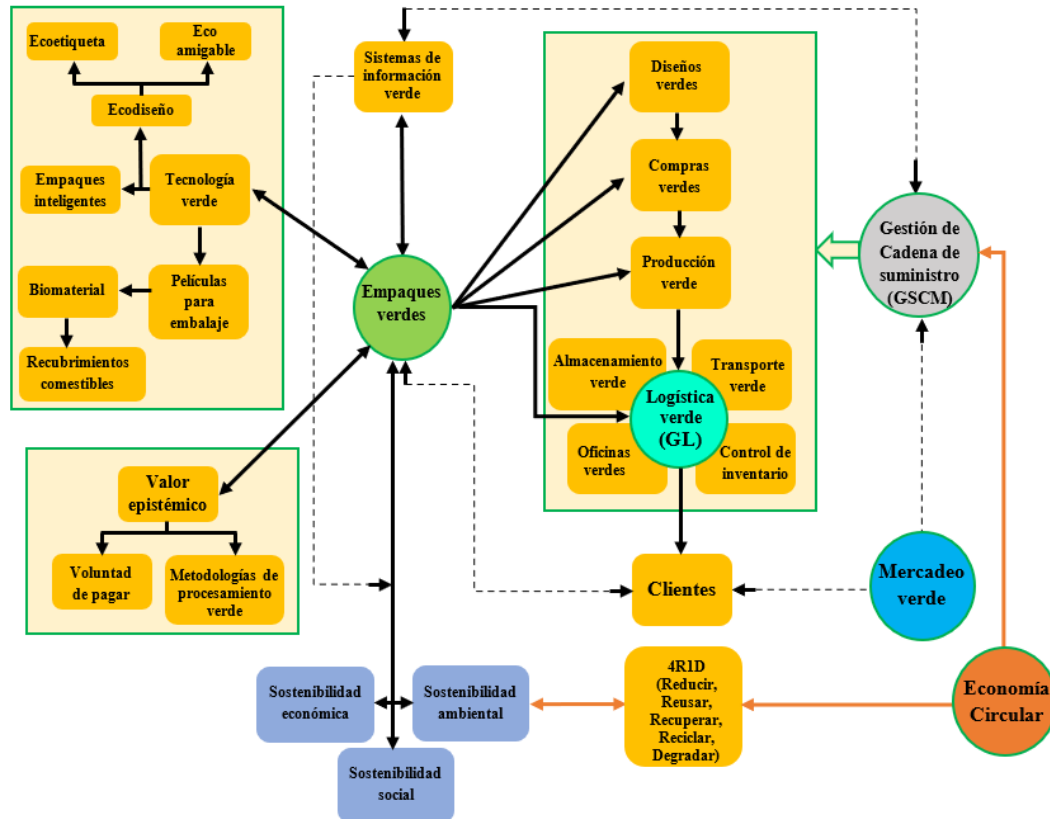 Ecoetiqueta
Eco
amigable
Ecodiseño
Empaques
inteligentes
Tecnología
verde
Biomaterial
Películas
para
embalaje
Recubrimientos
comestibles
Sistemas de
información
verde
Empaques
verdes
Diseños
verdes
Compras
verdes
Producción
verde
Almacenamiento
verde
Transporte
verde
Logística
verde
(GL)
Oficinas
verdes
Control de
inventario
Gestión de
Cadena de
suministro
(GSCM)
Valor
epistémico
Voluntad
de pagar
Metodologías de
procesamiento
verde
Clientes
Mercadeo
verde
Sostenibilidad
económica
Sostenibilidad
ambiental
Sostenibilidad
social
4R1D
(Reducir,
Reusar,
Recuperar,
Reciclar,
Degradar)
Economía
Circular